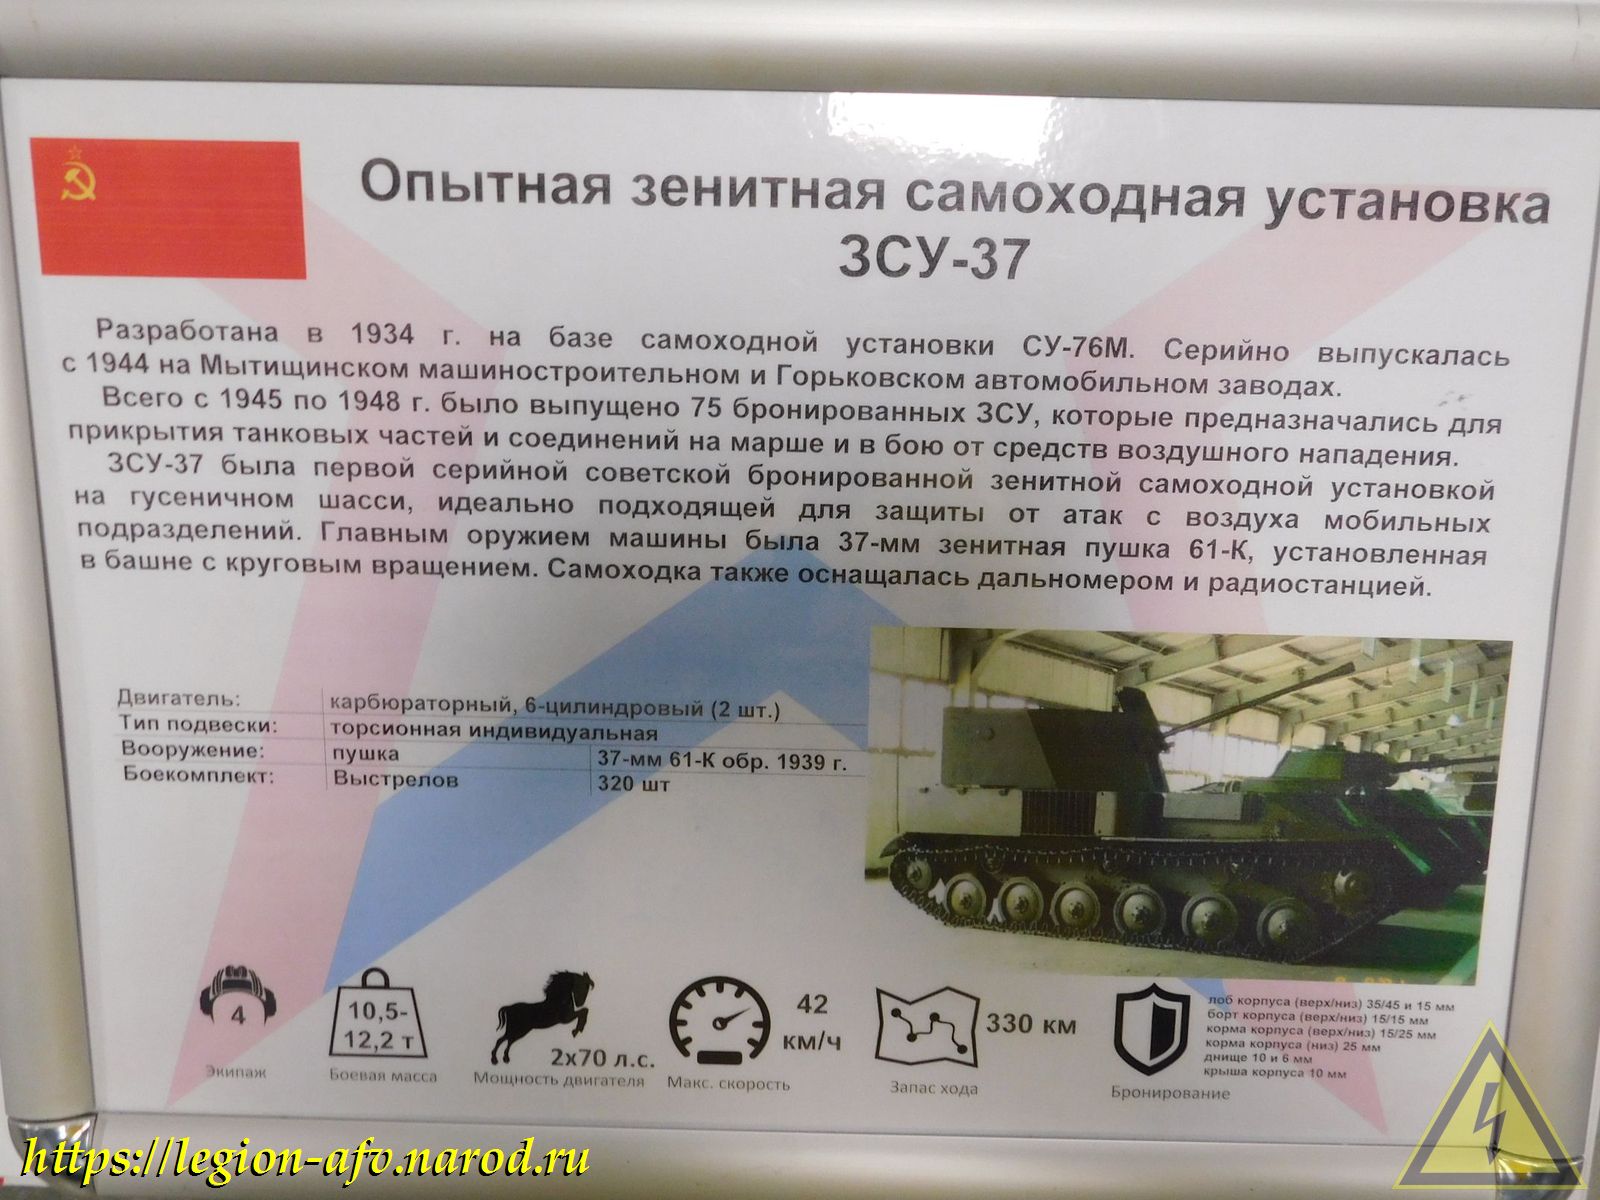 Опытная зенитная самоходная установка
ЗСУ-37
Разработана в 1934 г. на базе самоходной установки СУ-76М. Серийно выпускалась
с 1944 на Мытищинском машиностроительном и Горьковском автомобильном заводах.
Всего с 1945 по 1948 г. было выпущено 75 бронированных ЗСУ, которые предназначались для
прикрытия танковых частей и соединений на марше и в бою от средств воздушного нападения.
ЗСУ-37 была первой серийной советской бронированной зенитной самоходной установкой
на гусеничном шасси, идеально подходящей для защиты от атак с воздуха мобильных
подразделений. Главным оружием машины была 37-мм зенитная пушка 61-К, установленная
в башне с круговым вращением. Самоходка также оснащалась дальномером и радиостанцией.
Двигатель: карбюраторный, 6-цилиндровый (2 шт.)
Тип подвески: торсионная индивидуальная
Вооружение: пушка 37-мм 61-К обр. 1939 г.
Боекомплект: Выстрелов 320 шт
4
Экипаж
10,5-
12,2 т
Боевая масса
2х70 л.с.
Мощность двигателя
42
км/ч
Макс. скорость
330 км
Запас хода
лоб корпуса (верх/низ) 35/45 и 15 мм
борт корпуса (верх/низ) 15/15 мм
корма корпуса (верх/низ) 15/25 мм
корма корпуса (низ) 25 мм
днище 10 и 6 мм
крыша корпуса 10 мм
Бронирование
https://legion-afv.narod.ru